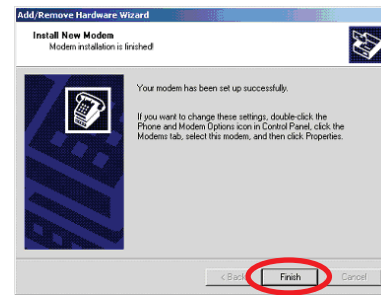 Add/Remove Hardware Wizard
Install New Modem
Modem installation is finished!
Your modem has been set up successfully.
If you want to change these settings, double-click the
Phone and Modem Options icon in Control Panel, click the
Modems tab, select this modem, and then click Properties.
< Back
Finish
Cancel